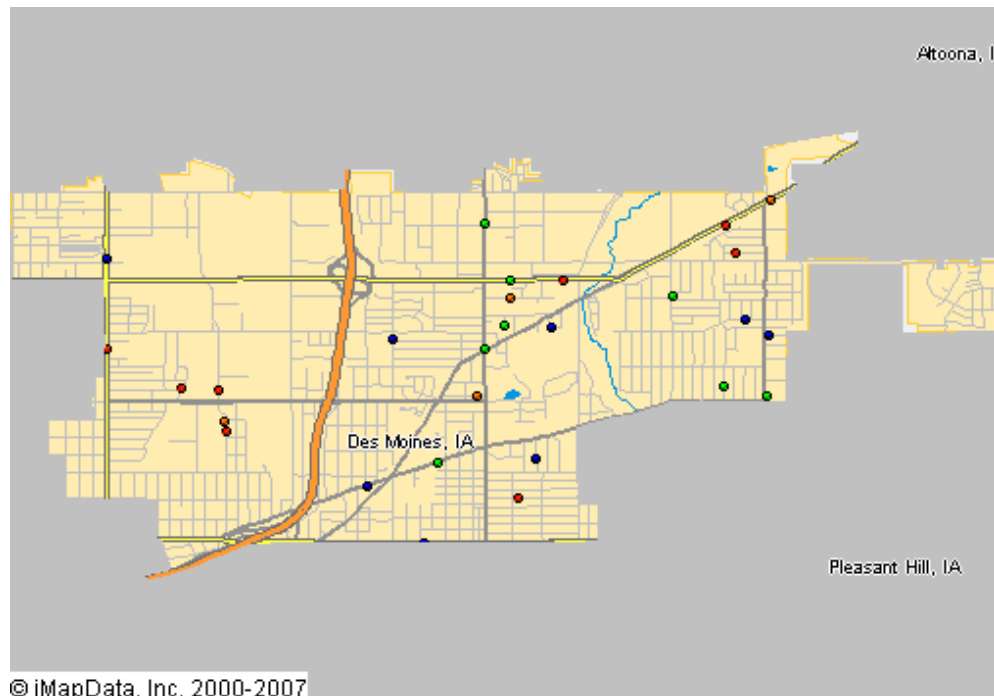 Altoona, I
Des Moines, IA
Pleasant Hill, IA
© iMapData, Inc. 2000-2007